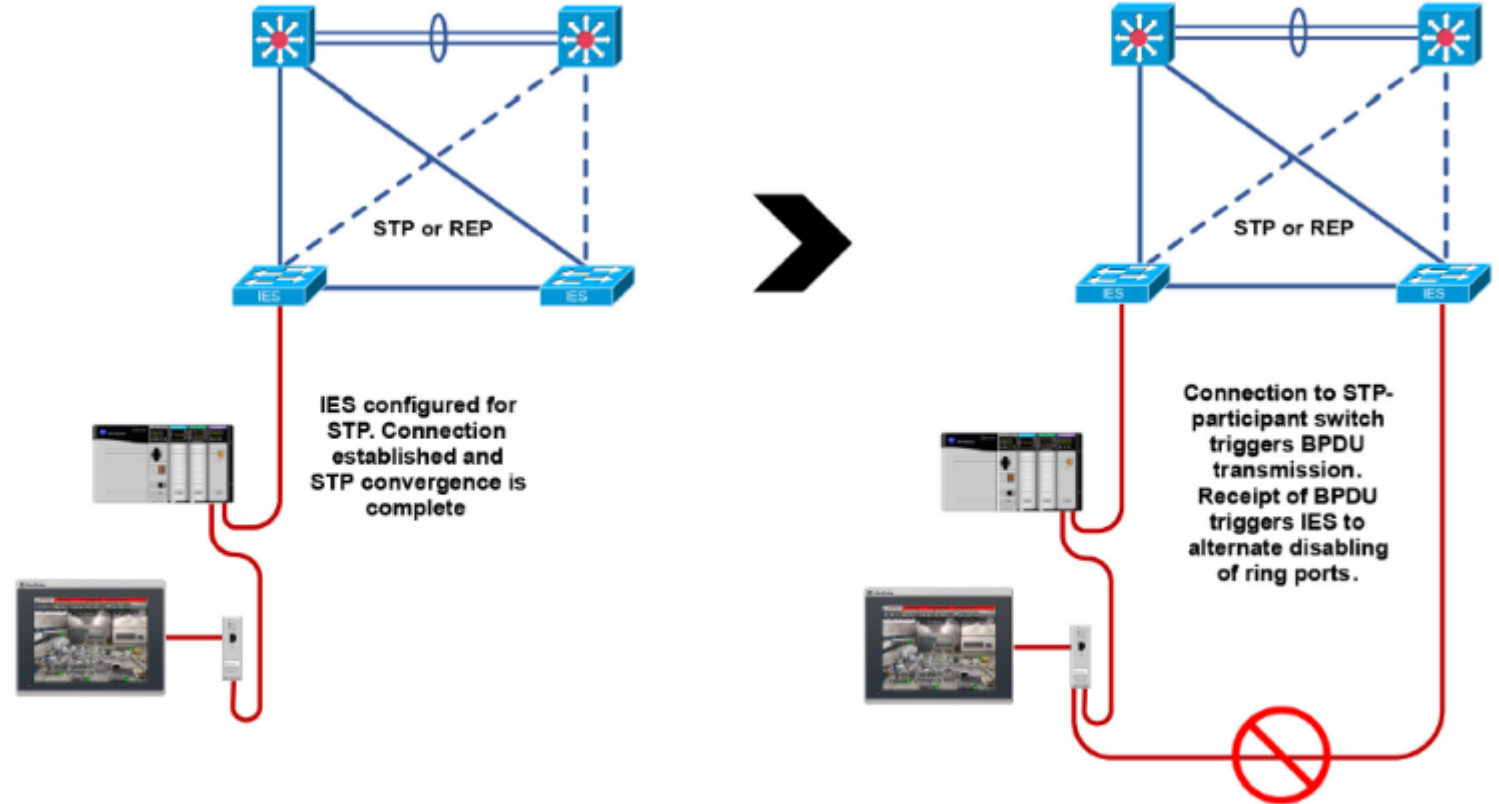 STP or REP
IES
IES
IES configured for
STP. Connection
established and
STP convergence is
complete
STP or REP
IES
IES
Connection to STP-
participant switch
triggers BPDU
transmission.
Receipt of BPDU
triggers IES to
alternate disabling
of ring ports.